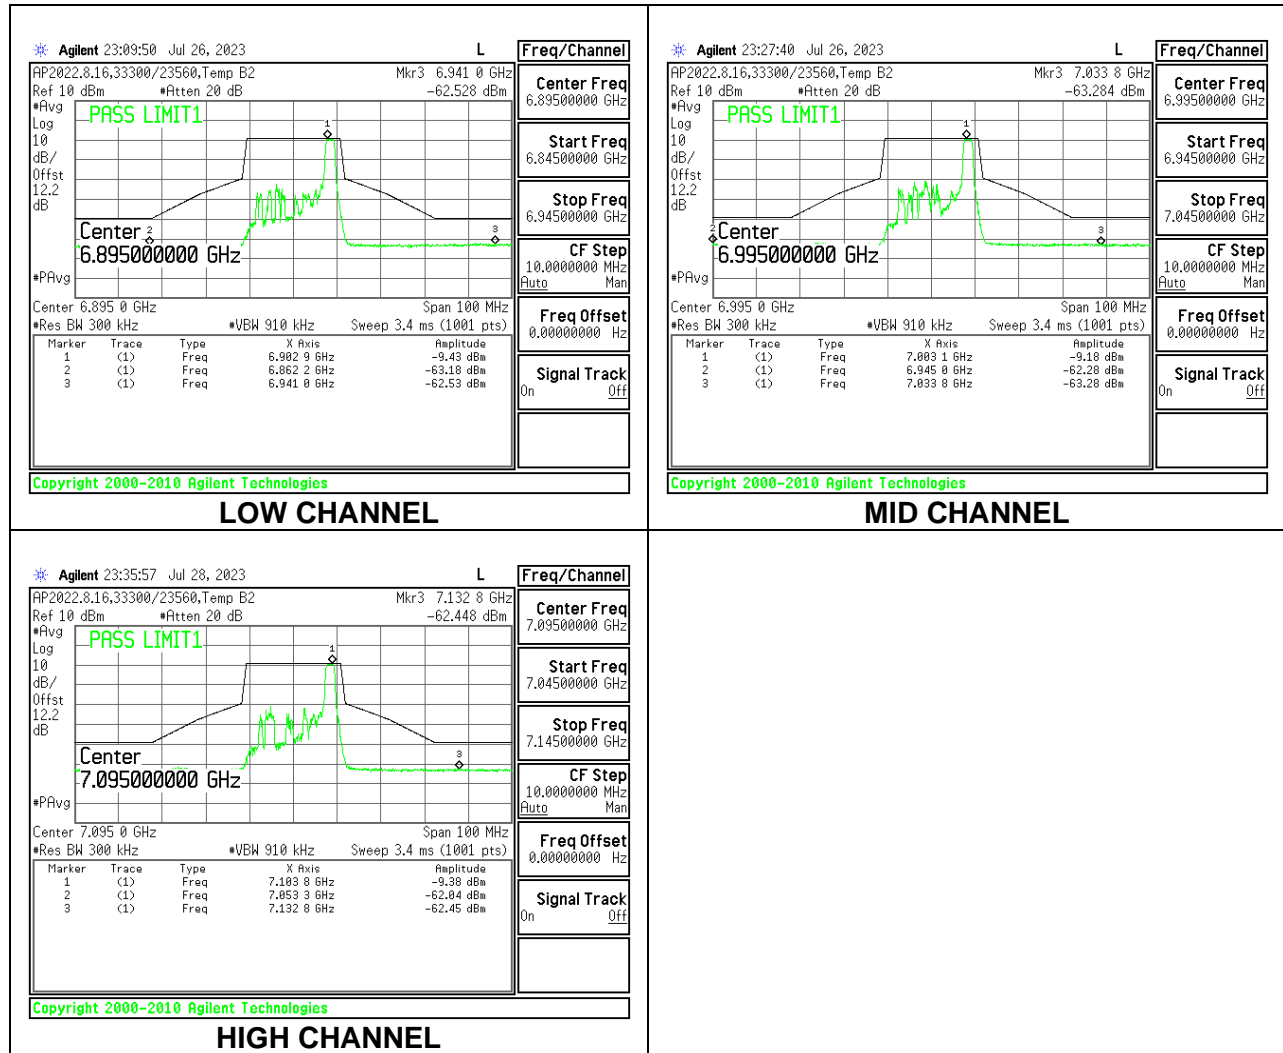 Agilent 23:09:50 Jul 26, 2023 L
Freq/Channel
AP2022.8.16,33300/23560,Temp B2 Mkr3 6.941 0 GHz
Ref 10 dBm #Atten 20 dB -62.528 dBm
#Avg
Log
10
dB/
Offst
12.2
dB
#PAvg
PASS LIMIT1
1
2
3
Center
6.895000000 GHz
Center 6.895 0 GHz Span 100 MHz
#Res BW 300 kHz #VBW 910 kHz Sweep 3.4 ms (1001 pts)
Marker Trace Type X Axis Amplitude
1 (1) Freq 6.902 9 GHz -9.43 dBm
2 (1) Freq 6.862 2 GHz -63.18 dBm
3 (1) Freq 6.941 0 GHz -62.53 dBm
Center Freq
6.89500000 GHz
Start Freq
6.84500000 GHz
Stop Freq
6.94500000 GHz
CF Step
10.0000000 MHz
Auto Man
Freq Offset
0.00000000 Hz
Signal Track
On Off
Copyright 2000-2010 Agilent Technologies
LOW CHANNEL
Agilent 23:27:40 Jul 26, 2023 L
Freq/Channel
AP2022.8.16,33300/23560,Temp B2 Mkr3 7.033 8 GHz
Ref 10 dBm #Atten 20 dB -63.284 dBm
#Avg
Log
10
dB/
Offst
12.2
dB
#PAvg
PASS LIMIT1
1
2
3
Center
6.995000000 GHz
Center 6.995 0 GHz Span 100 MHz
#Res BW 300 kHz #VBW 910 kHz Sweep 3.4 ms (1001 pts)
Marker Trace Type X Axis Amplitude
1 (1) Freq 7.003 1 GHz -9.18 dBm
2 (1) Freq 6.945 0 GHz -62.28 dBm
3 (1) Freq 7.033 8 GHz -63.28 dBm
Center Freq
6.99500000 GHz
Start Freq
6.94500000 GHz
Stop Freq
7.04500000 GHz
CF Step
10.0000000 MHz
Auto Man
Freq Offset
0.00000000 Hz
Signal Track
On Off
Copyright 2000-2010 Agilent Technologies
MID CHANNEL
Agilent 23:35:57 Jul 28, 2023 L
Freq/Channel
AP2022.8.16,33300/23560,Temp B2 Mkr3 7.132 8 GHz
Ref 10 dBm #Atten 20 dB -62.448 dBm
#Avg
Log
10
dB/
Offst
12.2
dB
#PAvg
PASS LIMIT1
1
3
Center
7.095000000 GHz
Center 7.095 0 GHz Span 100 MHz
#Res BW 300 kHz #VBW 910 kHz Sweep 3.4 ms (1001 pts)
Marker Trace Type X Axis Amplitude
1 (1) Freq 7.103 8 GHz -9.38 dBm
2 (1) Freq 7.053 3 GHz -62.04 dBm
3 (1) Freq 7.132 8 GHz -62.45 dBm
Center Freq
7.09500000 GHz
Start Freq
7.04500000 GHz
Stop Freq
7.14500000 GHz
CF Step
10.0000000 MHz
Auto Man
Freq Offset
0.00000000 Hz
Signal Track
On Off
Copyright 2000-2010 Agilent Technologies
HIGH CHANNEL